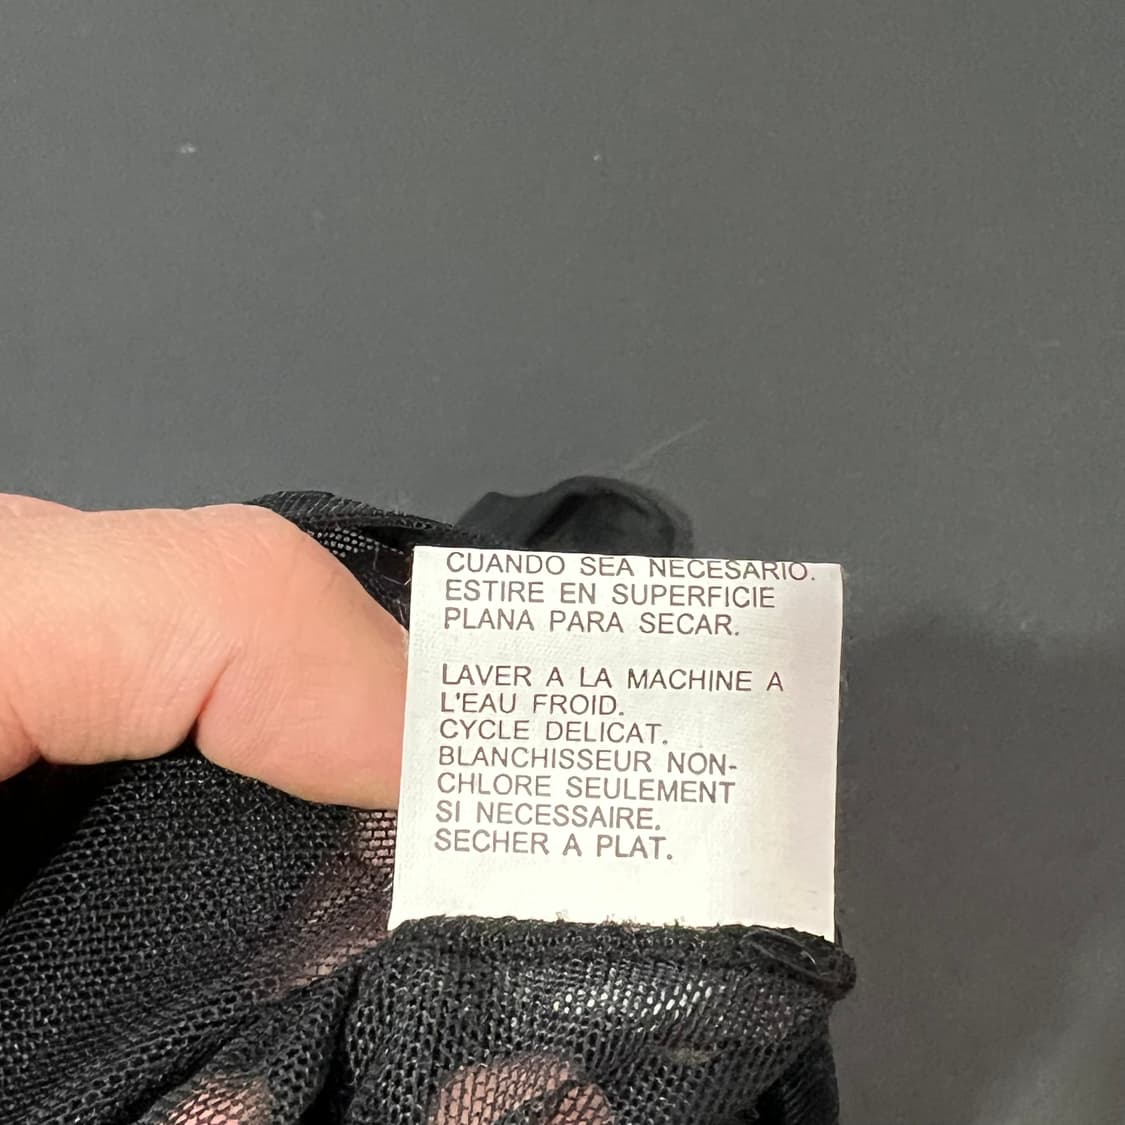 CUANDO SEA NECESARIO.
ESTIRE EN SUPERFICIE
PLANA PARA SECAR.
LAVER A LA MACHINE A
L'EAU FROID.
CYCLE DELICAT.
BLANCHISSEUR NON-
CHLORE SEULEMENT
SI NECESSAIRE.
SECHER A PLAT.